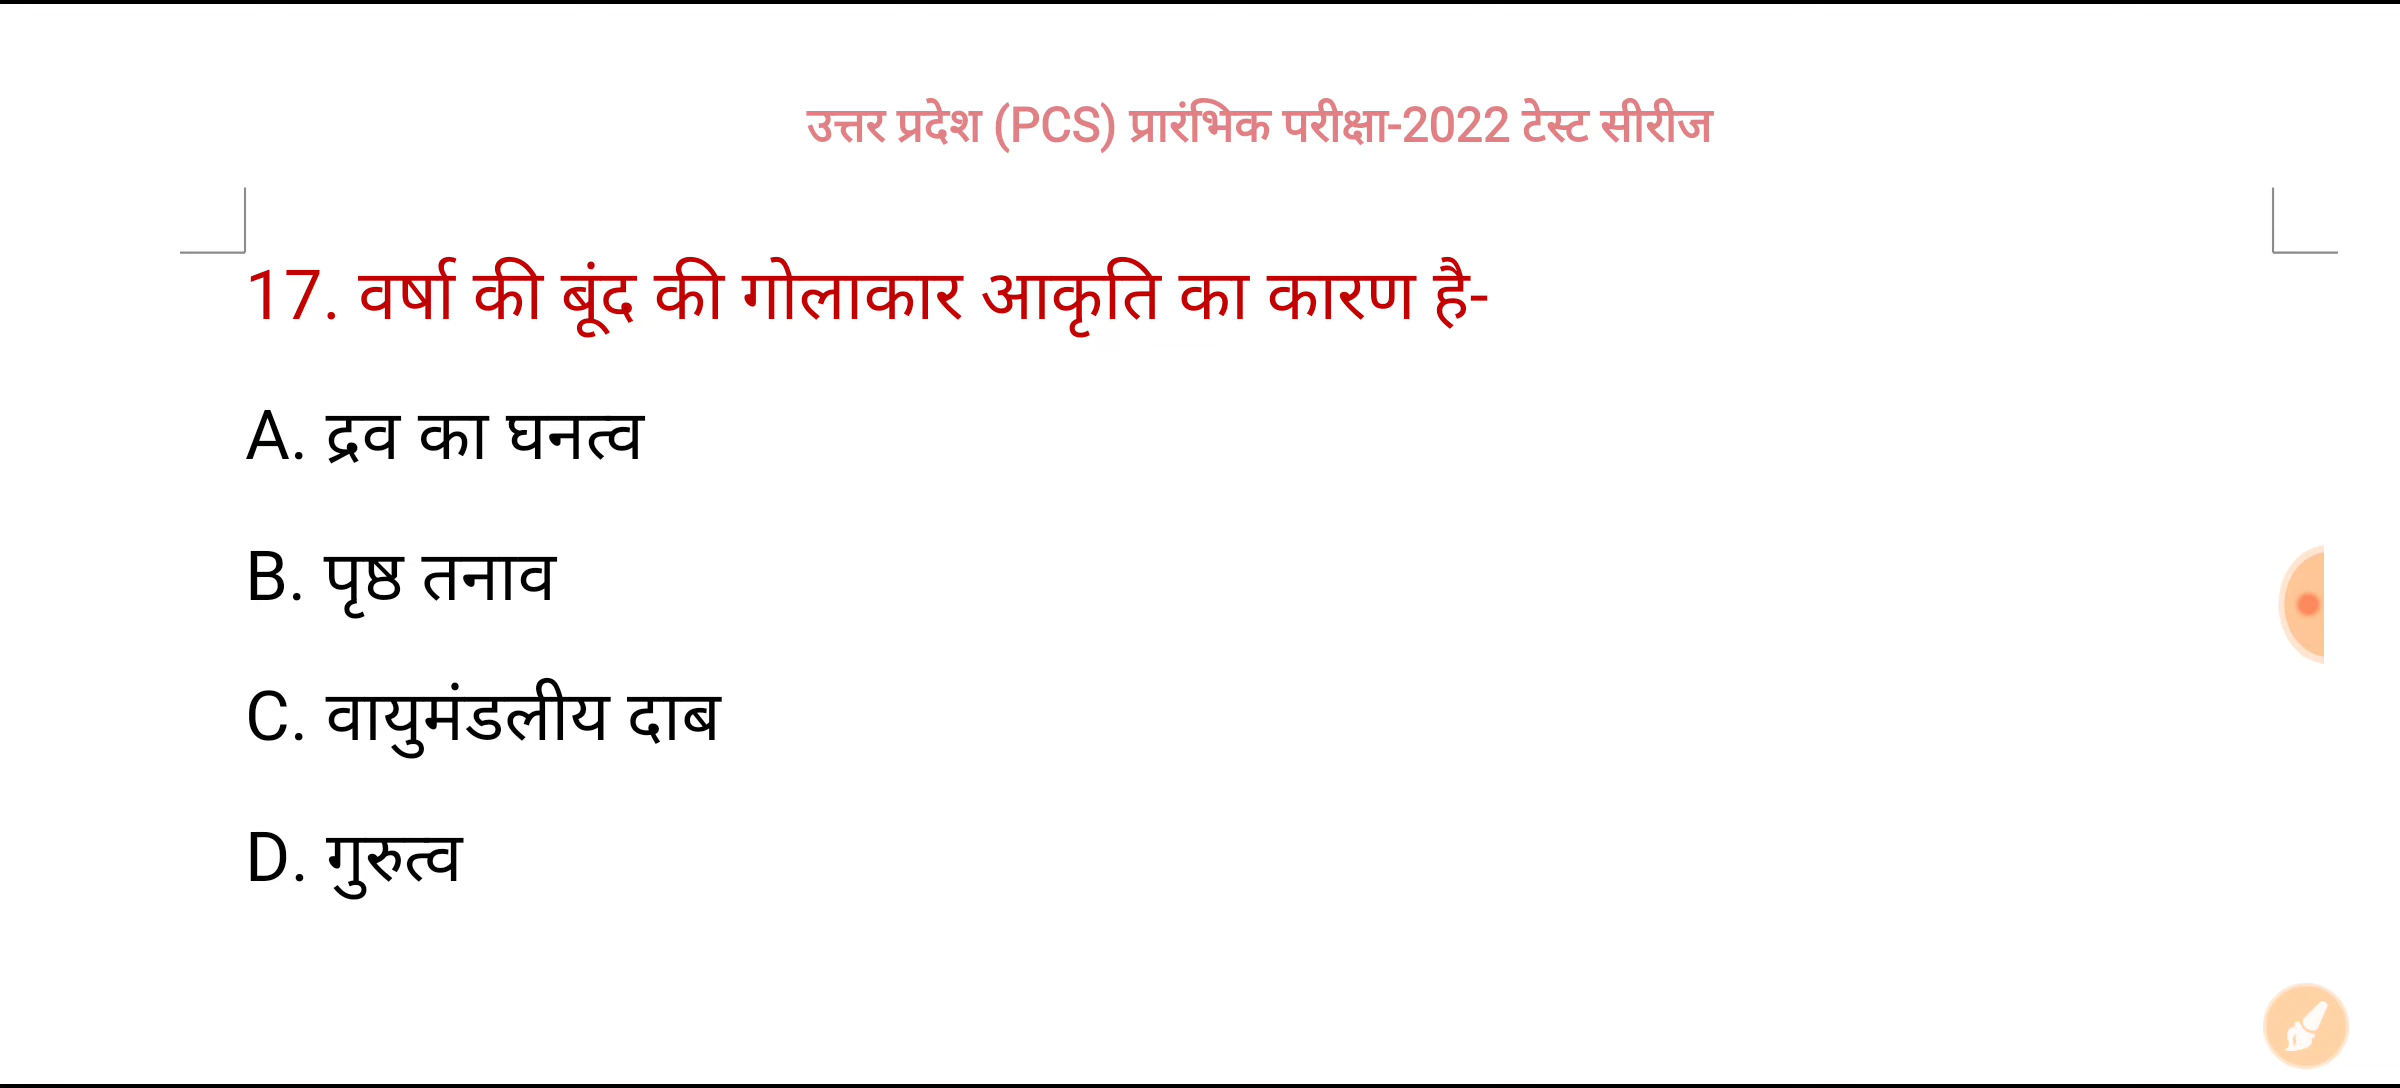 उत्तर प्रदेश (PCS) प्रारंभिक परीक्षा-2022 टेस्ट सीरीज
17. वर्षा की बूंद की गोलाकार आकृति का कारण है-
A. द्रव का घनत्व
B. पृष्ठ तनाव
C. वायुमंडलीय दाब
D. गुरुत्व